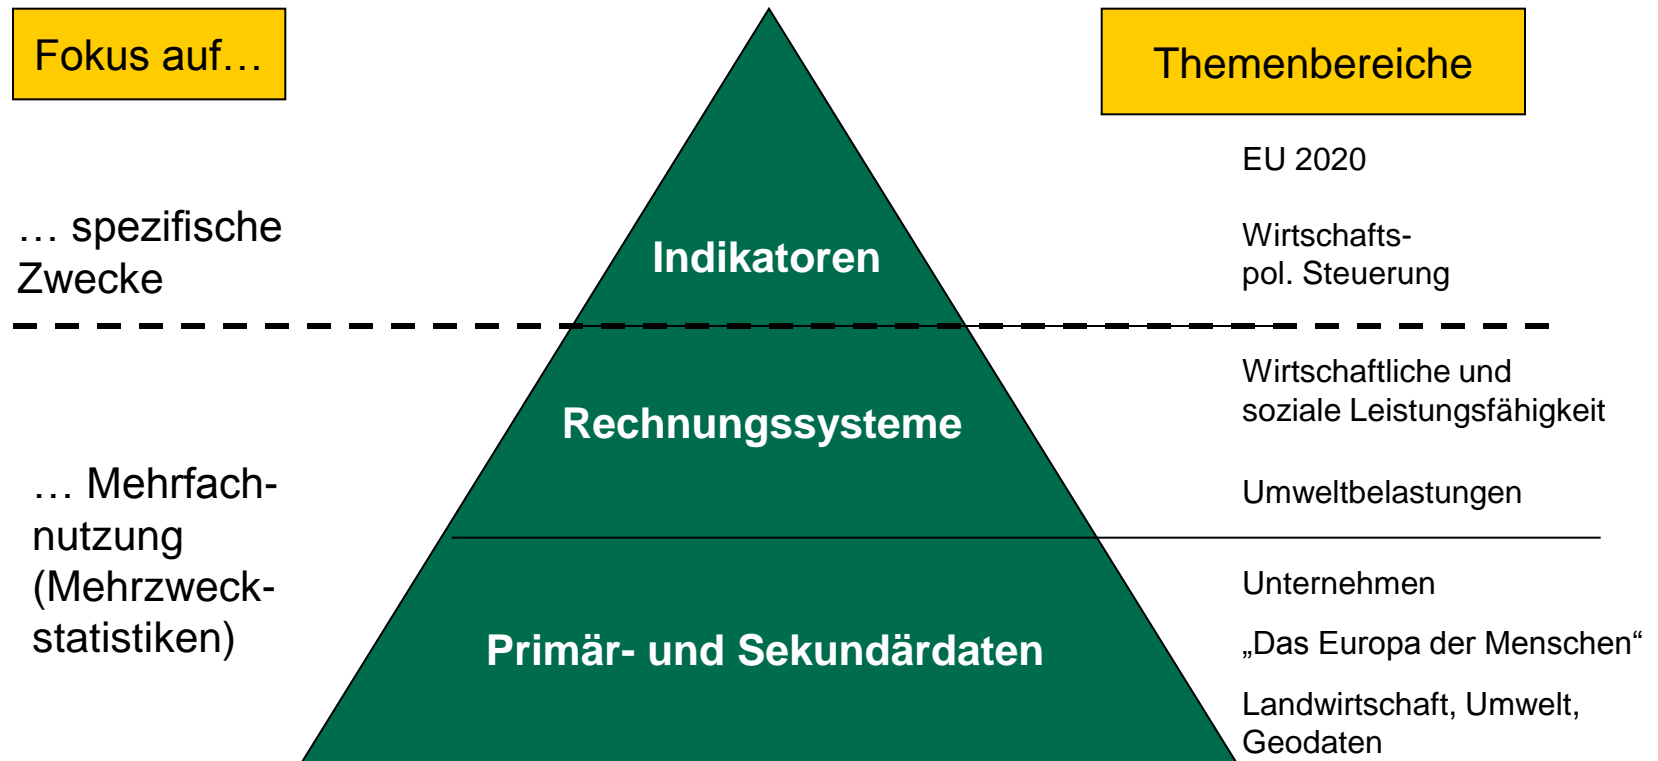 Fokus auf…
Themenbereiche
EU 2020
… spezifische
Zwecke
Indikatoren
Wirtschafts-
pol. Steuerung
Wirtschaftliche und
soziale Leistungsfähigkeit
Rechnungssysteme
… Mehrfach-
nutzung
(Mehrzweck-
statistiken)
Umweltbelastungen
Unternehmen
Primär- und Sekundärdaten
„Das Europa der Menschen“
Landwirtschaft, Umwelt,
Geodaten